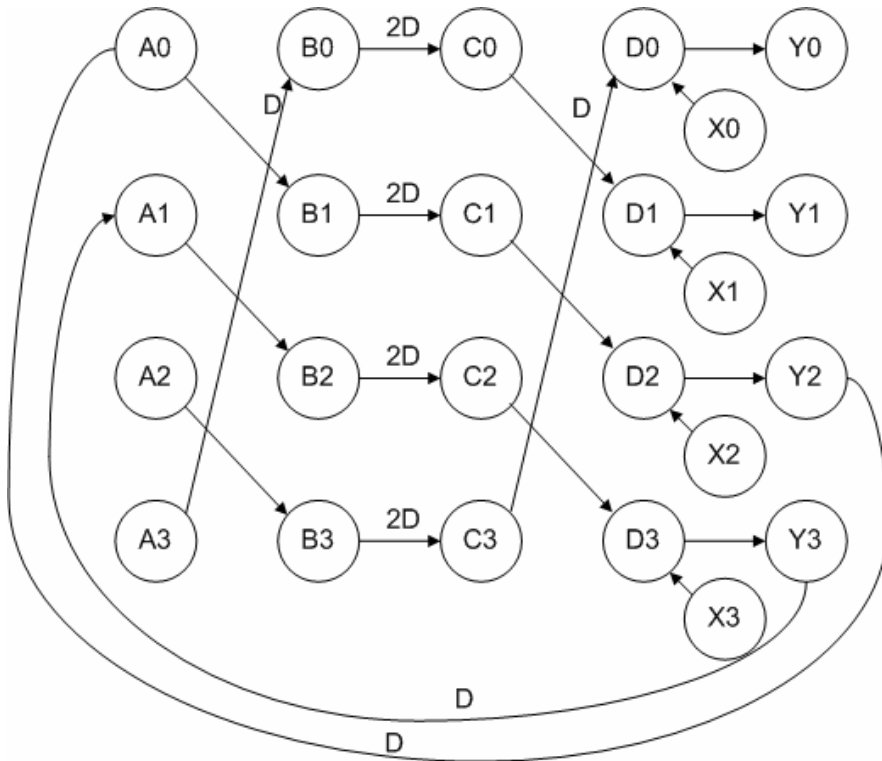 2D
A0 B0 C0 D0 Y0
D D
X0
2D
A1 B1 C1 D1 Y1
X1
2D
A2 B2 C2 D2 Y2
X2
2D
A3 B3 C3 D3 Y3
X3
D
D